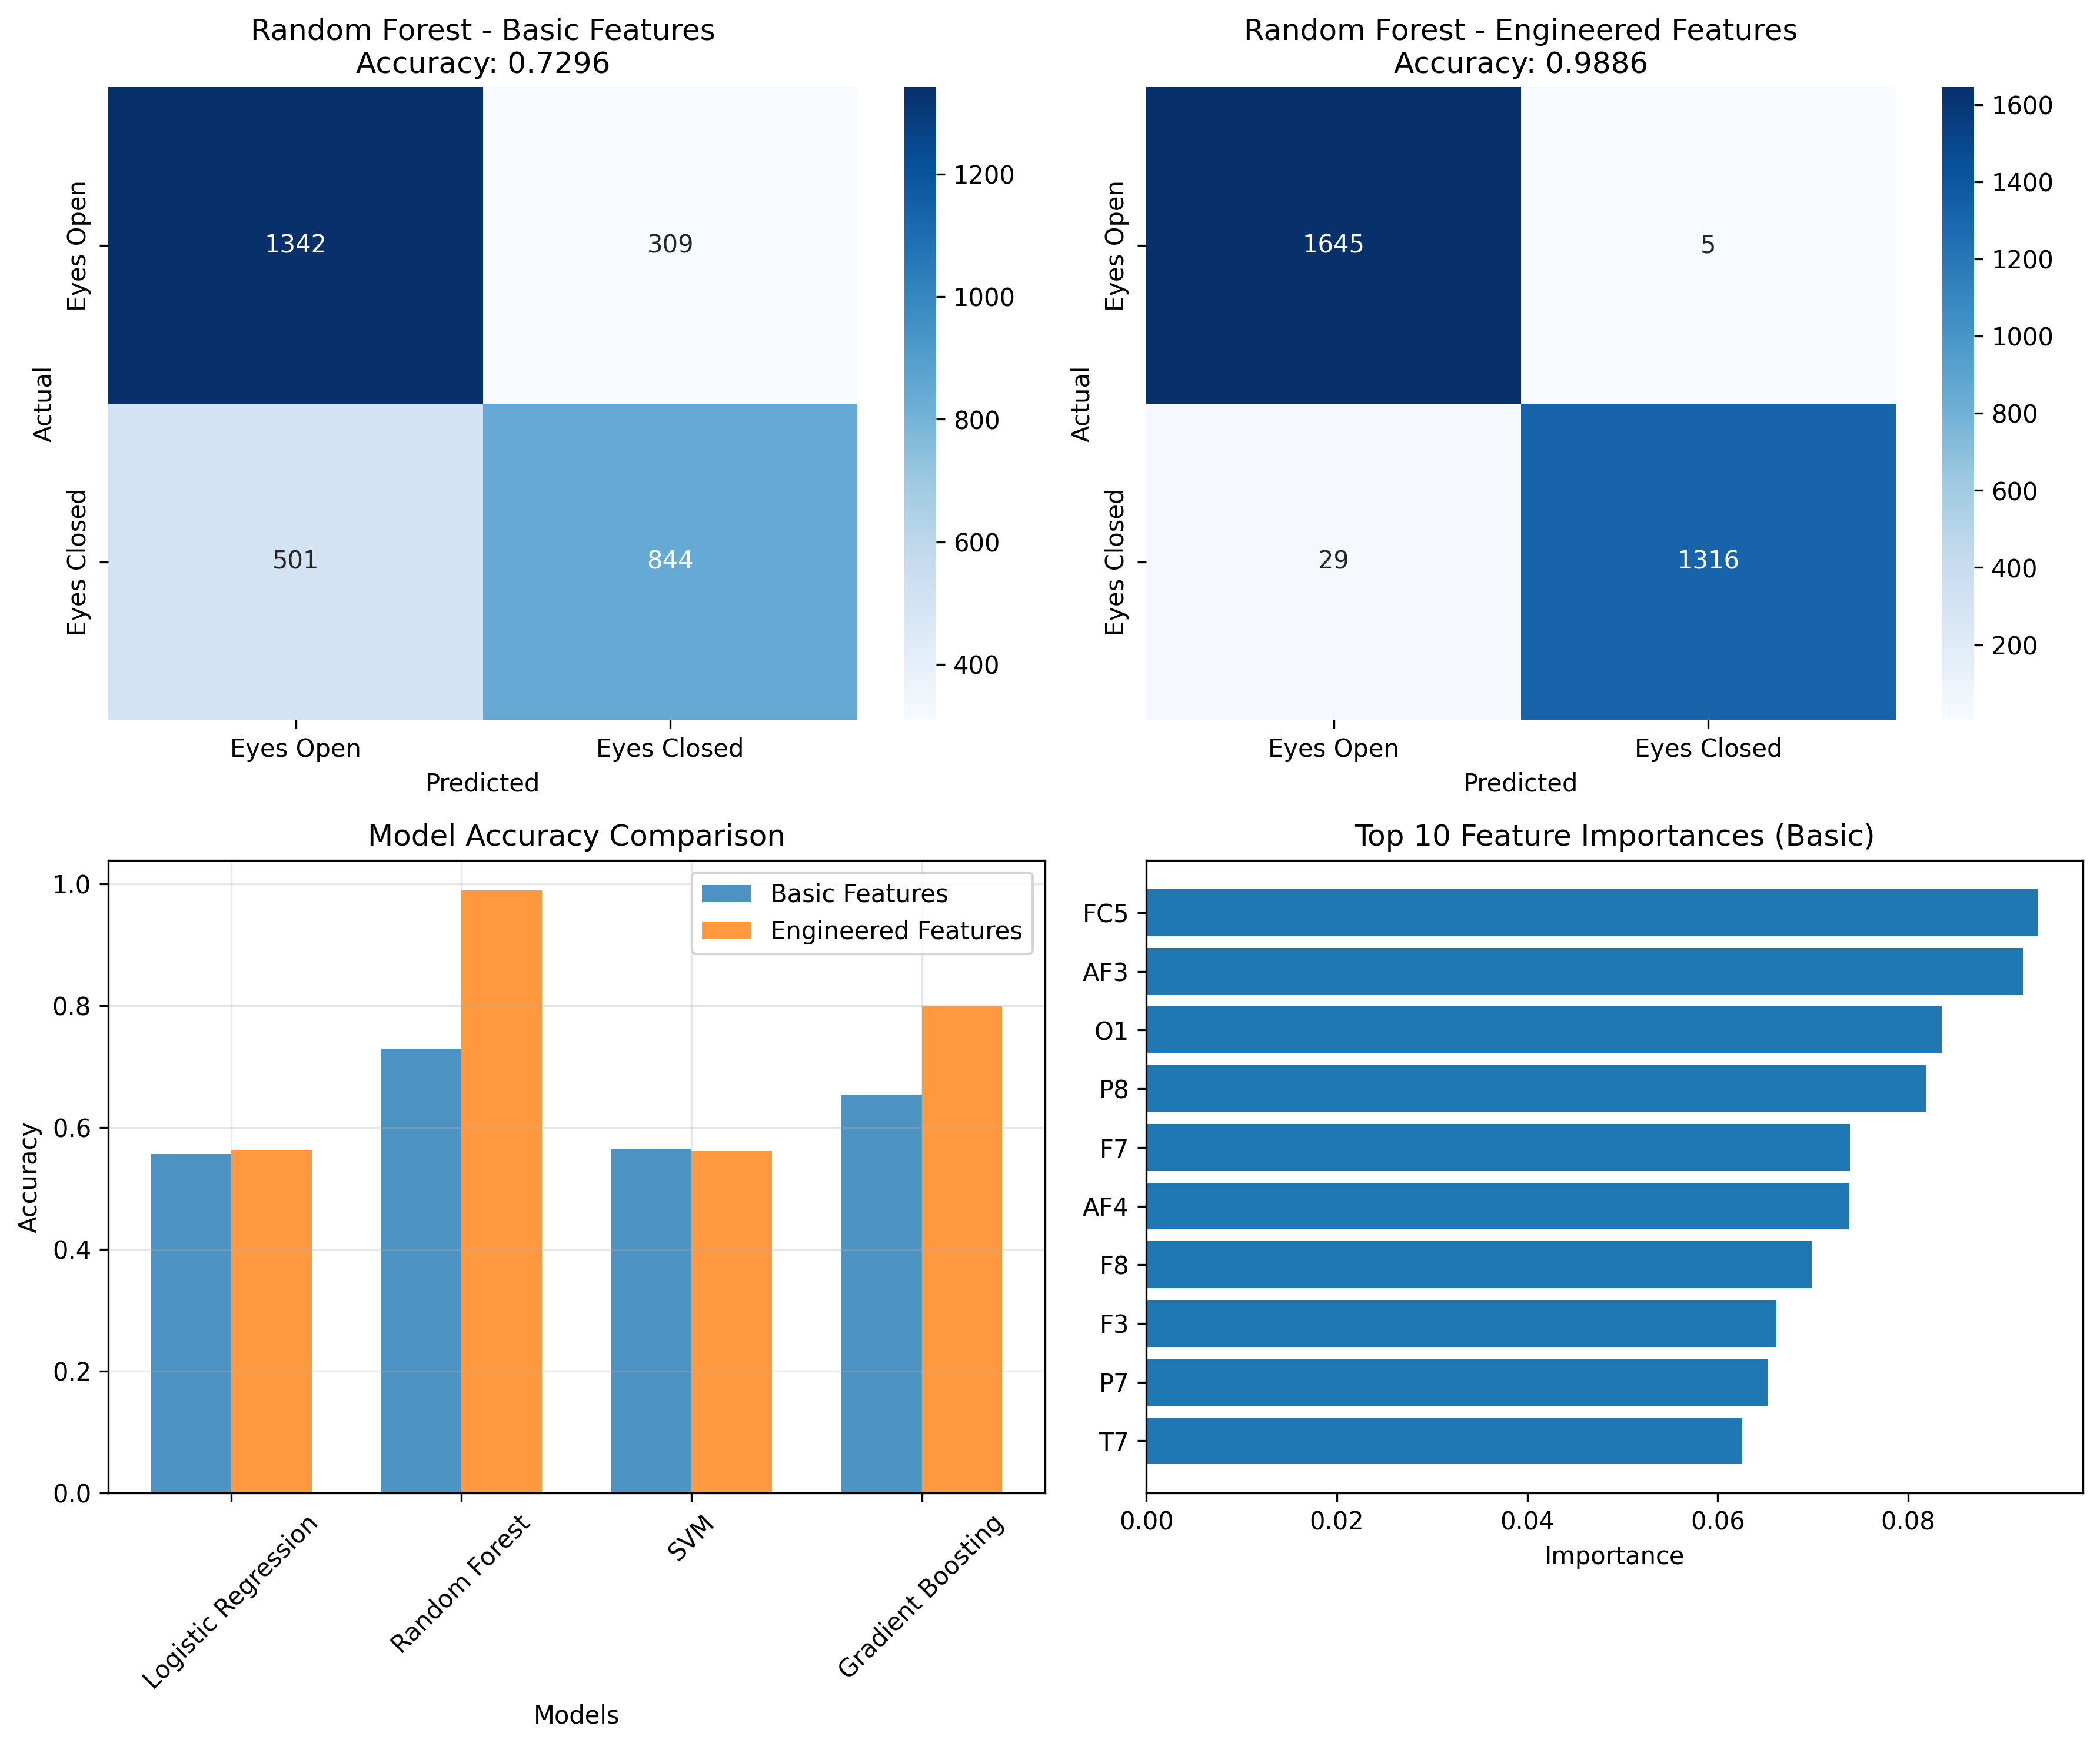 Random Forest - Basic Features
Accuracy: 0.7296
Actual
Eyes Open
Eyes Closed
1342
309
501
844
Eyes Open
Eyes Closed
Predicted
1200
1000
800
600
400
Random Forest - Engineered Features
Accuracy: 0.9886
Actual
Eyes Open
Eyes Closed
1645
5
29
1316
Eyes Open
Eyes Closed
Predicted
1600
1400
1200
1000
800
600
400
200
Model Accuracy Comparison
Basic Features
Engineered Features
Accuracy
1.0
0.8
0.6
0.4
0.2
0.0
Logistic Regression
Random Forest
SVM
Gradient Boosting
Models
Top 10 Feature Importances (Basic)
FC5
AF3
O1
P8
F7
AF4
F8
F3
P7
T7
0.00
0.02
0.04
0.06
0.08
Importance